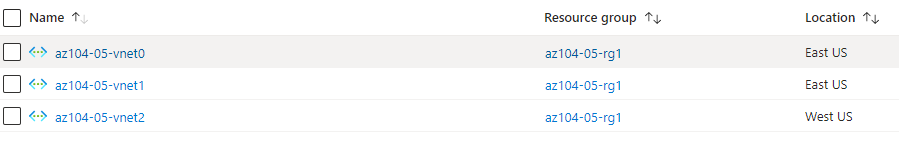 Name Resource group Location
az104-05-vnet0 az104-05-rg1 East US
az104-05-vnet1 az104-05-rg1 East US
az104-05-vnet2 az104-05-rg1 West US